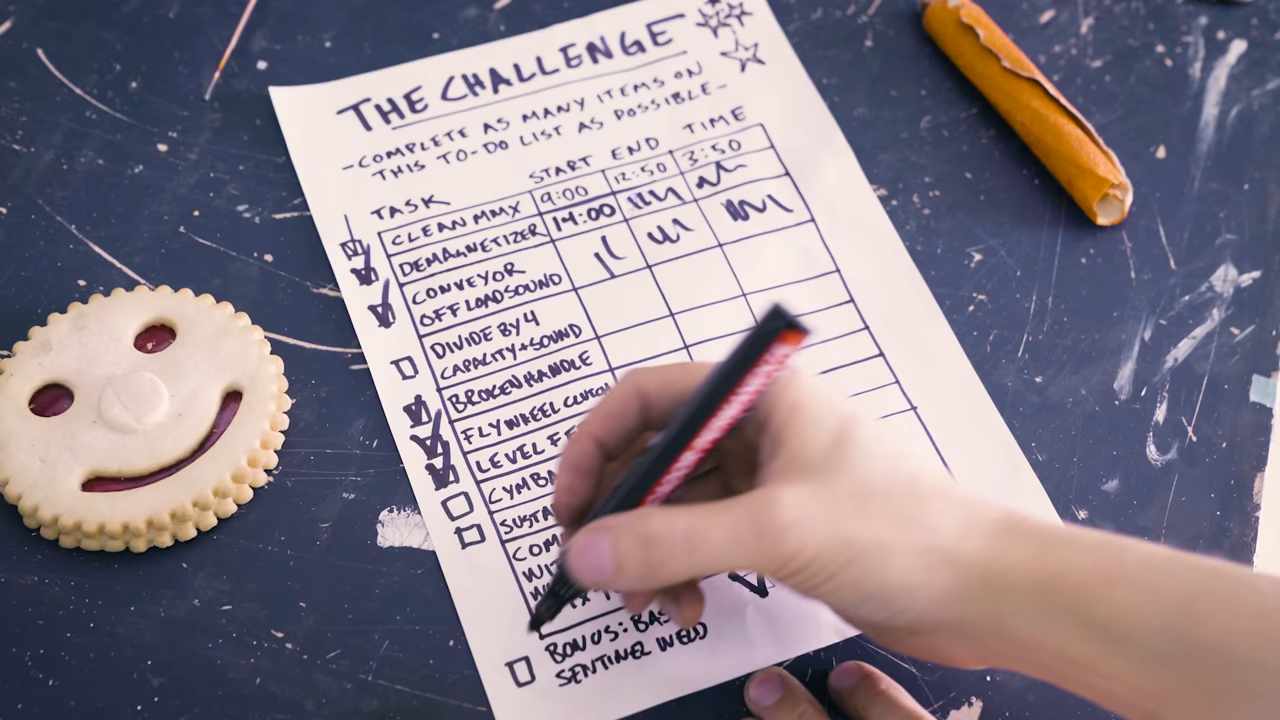 THE CHALLENGE
-COMPLETE AS MANY ITEMS ON
THIS TO-DO LIST AS POSSIBLE-
TASK START END TIME
CLEAN MMX 9:00 12:50 3:50
DEMAGNETIZER 14:00
CONVEYOR
OFFLOAD SOUND
DIVIDE BY 4
CAPACITY + SOUND
BROKEN HANDLE
FLYWHEEL
LEVEL
BONUS:
SENTINEL WELD